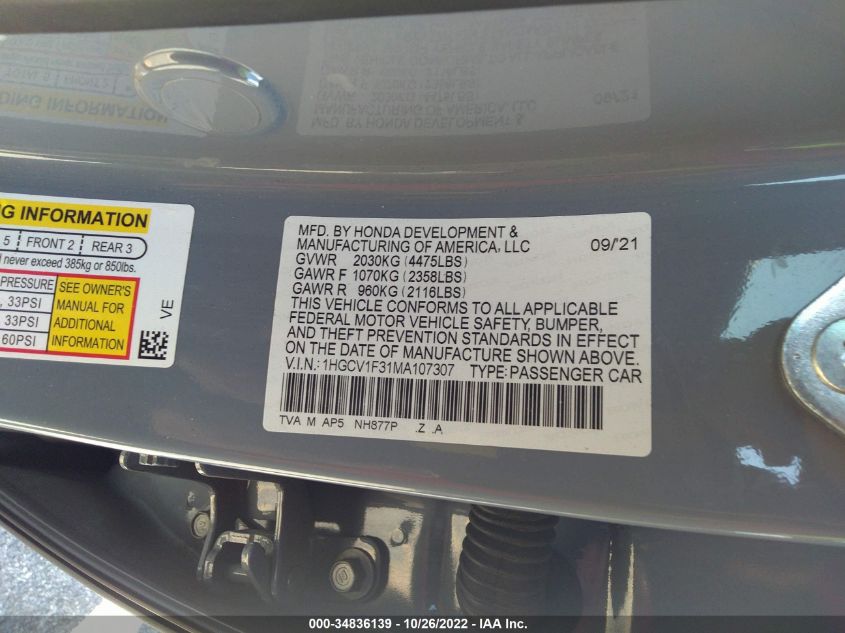 NG INFORMATION
5 FRONT 2 REAR 3
d never exceed 385kg or 850lbs.
PRESSURE
, 33PSI
33PSI
60PSI
SEE OWNER'S
MANUAL FOR
ADDITIONAL
INFORMATION
VE
MFD. BY HONDA DEVELOPMENT &
MANUFACTURING OF AMERICA, LLC 09/'21
GVWR 2030KG (4475LBS)
GAWR F 1070KG (2358LBS)
GAWR R 960KG (2116LBS)
THIS VEHICLE CONFORMS TO ALL APPLICABLE
FEDERAL MOTOR VEHICLE SAFETY, BUMPER,
AND THEFT PREVENTION STANDARDS IN EFFECT
ON THE DATE OF MANUFACTURE SHOWN ABOVE.
V.I.N.: 1HGCV1F31MA107307 TYPE: PASSENGER CAR
TVA M AP5 NH877P .Z .A
000-34836139 - 10/26/2022 - IAA Inc.